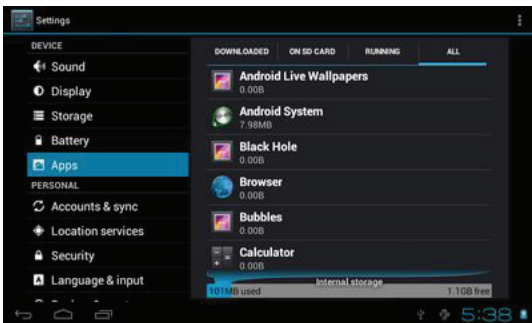 Settings
DEVICE
Sound
Display
Storage
Battery
Apps
PERSONAL
Accounts & sync
Location services
Security
Language & input
DOWNLOADED ON SD CARD RUNNING ALL
Android Live Wallpapers
0.00B
Android System
7.98MB
Black Hole
0.00B
Browser
0.00B
Bubbles
0.00B
Calculator
0.00B
Internal storage
101MB used 1.1GB free
5:38